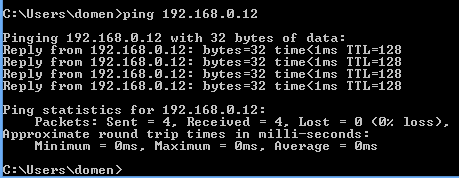 C:\Users\domen>ping 192.168.0.12
Pinging 192.168.0.12 with 32 bytes of data:
Reply from 192.168.0.12: bytes=32 time<1ms TTL=128
Reply from 192.168.0.12: bytes=32 time<1ms TTL=128
Reply from 192.168.0.12: bytes=32 time<1ms TTL=128
Reply from 192.168.0.12: bytes=32 time<1ms TTL=128
Ping statistics for 192.168.0.12:
    Packets: Sent = 4, Received = 4, Lost = 0 (0% loss),
Approximate round trip times in milli-seconds:
    Minimum = 0ms, Maximum = 0ms, Average = 0ms
C:\Users\domen>